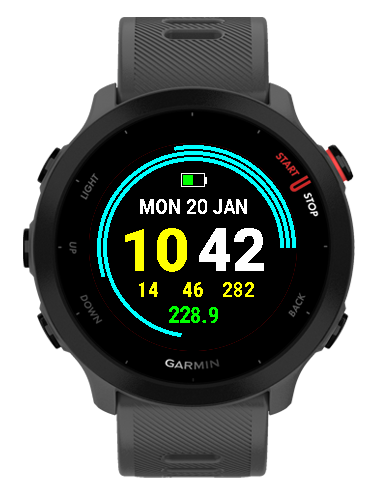 START
STOP
LIGHT
MON 20 JAN
10 42
UP
14 46 282
228.9
DOWN
BACK
GARMIN